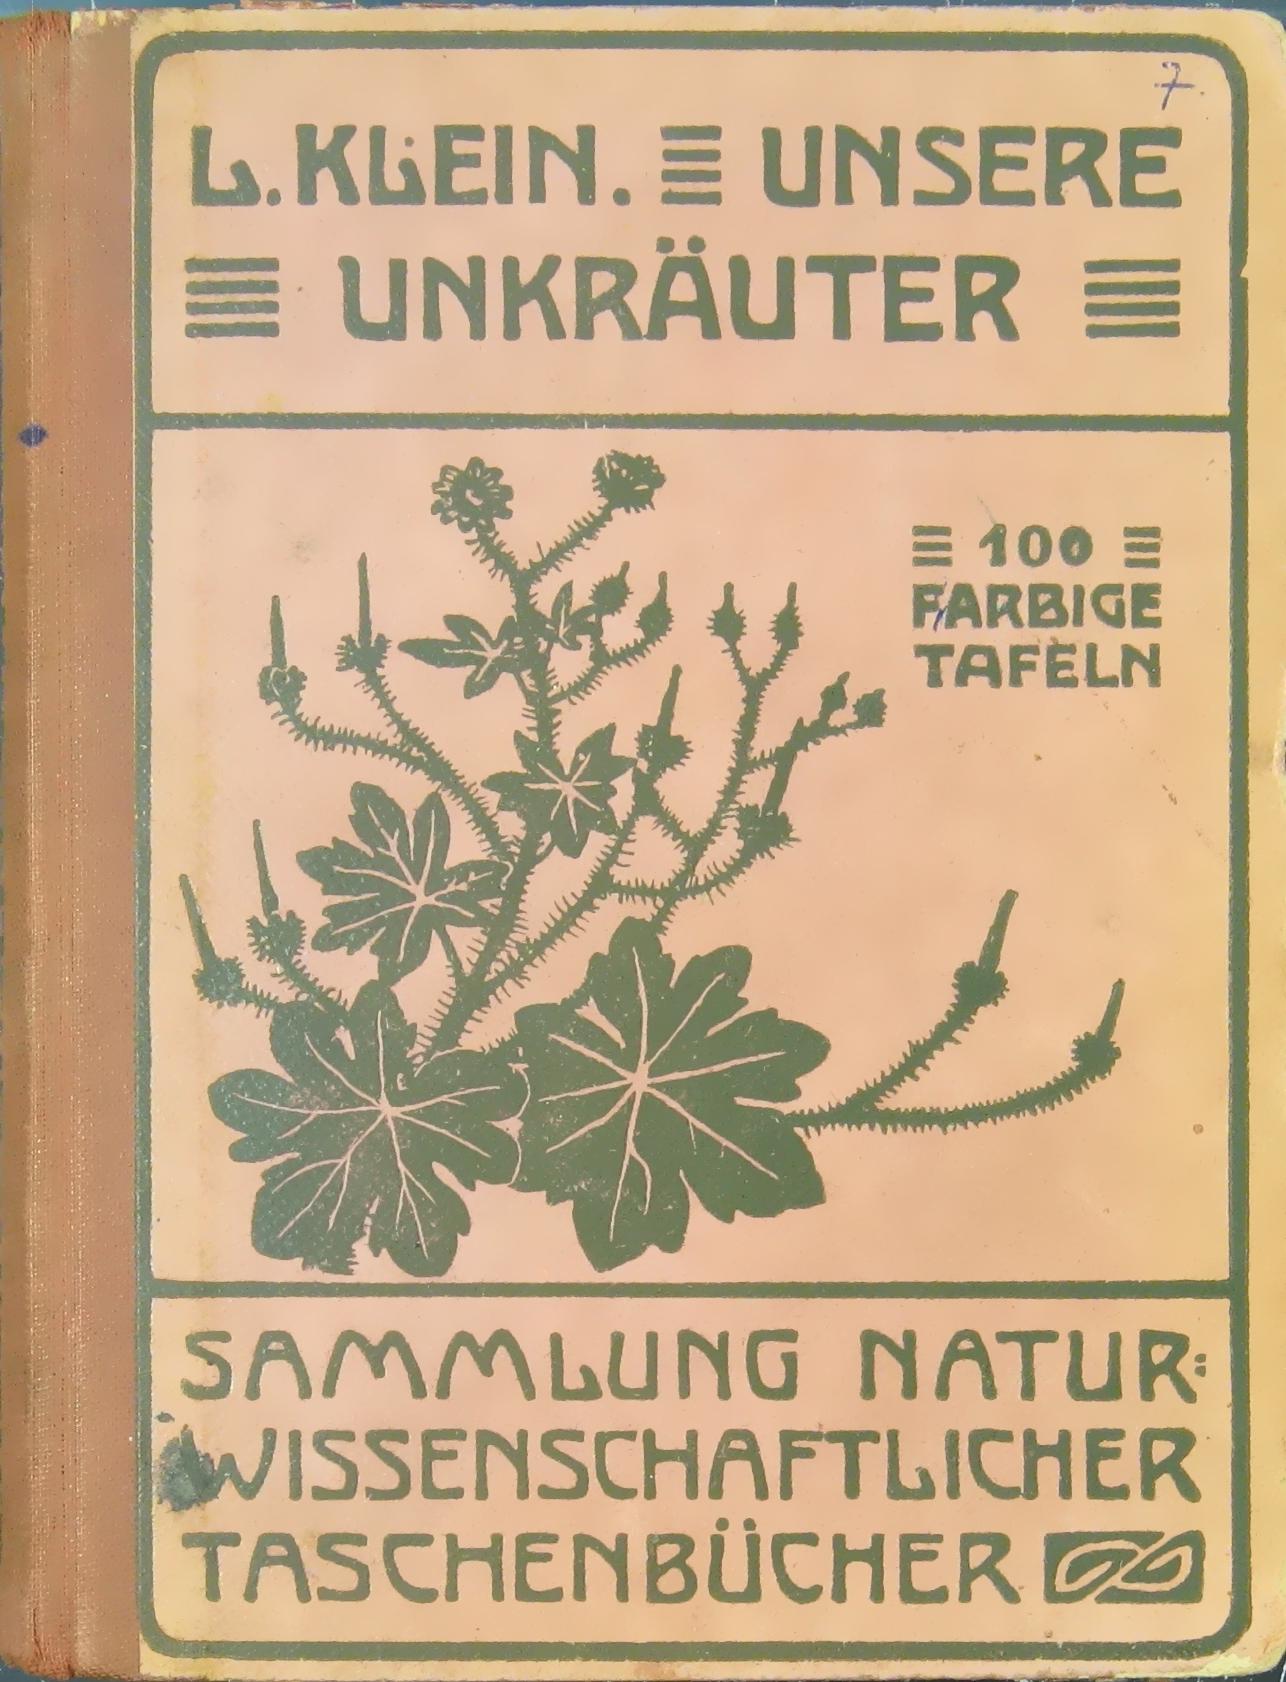 7.
L. KLEIN. UNSERE
UNKRÄUTER
100
FARBIGE
TAFELN
SAMMLUNG NATUR:
WISSENSCHAFTLICHER
TASCHENBÜCHER